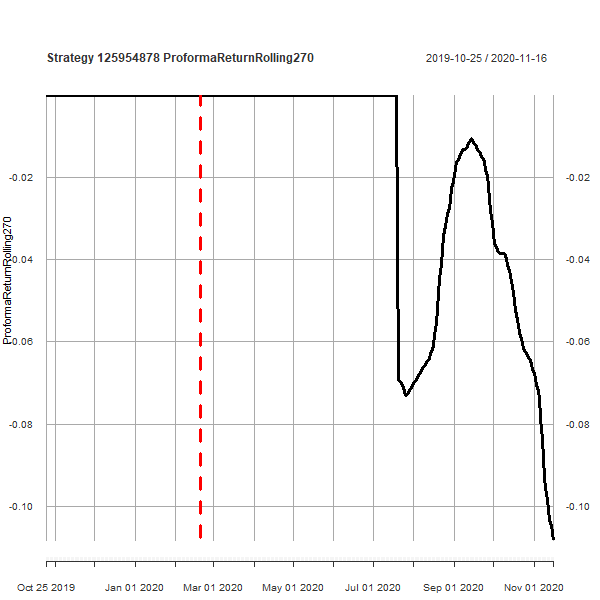 Strategy 125954878 ProformaReturnRolling270
2019-10-25 / 2020-11-16
ProformaReturnRolling270
-0.02 -0.02
-0.04 -0.04
-0.06 -0.06
-0.08 -0.08
-0.10 -0.10
Oct 25 2019 Jan 01 2020 Mar 01 2020 May 01 2020 Jul 01 2020 Sep 01 2020 Nov 01 2020